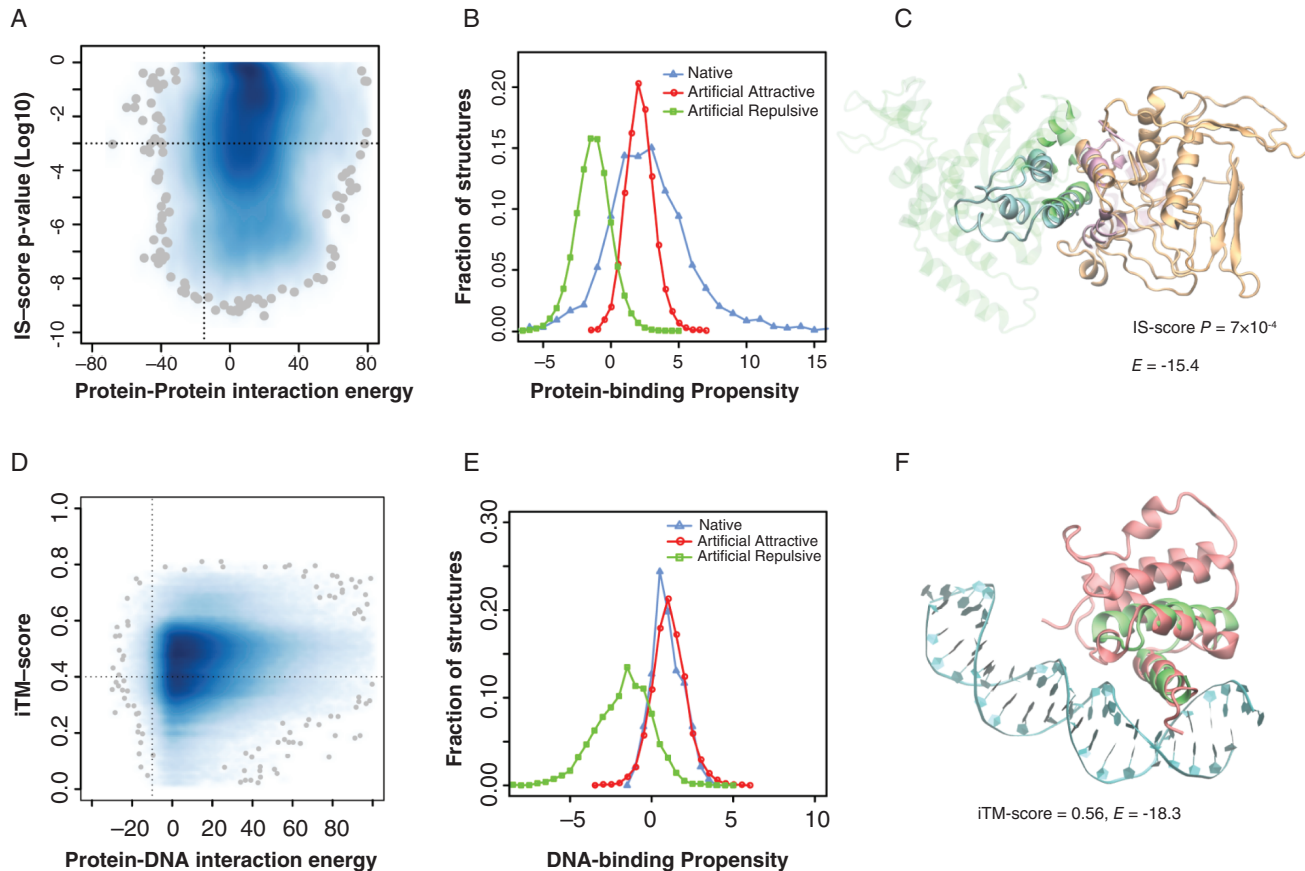 A
B
C
0
-2
-4
-6
-8
-10
IS–score p-value (Log10)
−80
−40
0
40
80
Protein-Protein interaction energy
0.20
0.15
0.10
0.05
0.00
Fraction of structures
Native
Artificial Attractive
Artificial Repulsive
−5
0
5
10
15
Protein-binding Propensity
IS-score P = 7×10-4
E = -15.4
D
E
F
1.0
0.8
0.6
0.4
0.2
0.0
iTM–score
−20
0
20
40
60
80
Protein-DNA interaction energy
0.30
0.20
0.10
0.00
Fraction of structures
Native
Artificial Attractive
Artificial Repulsive
−5
0
5
10
DNA-binding Propensity
iTM-score = 0.56, E = -18.3